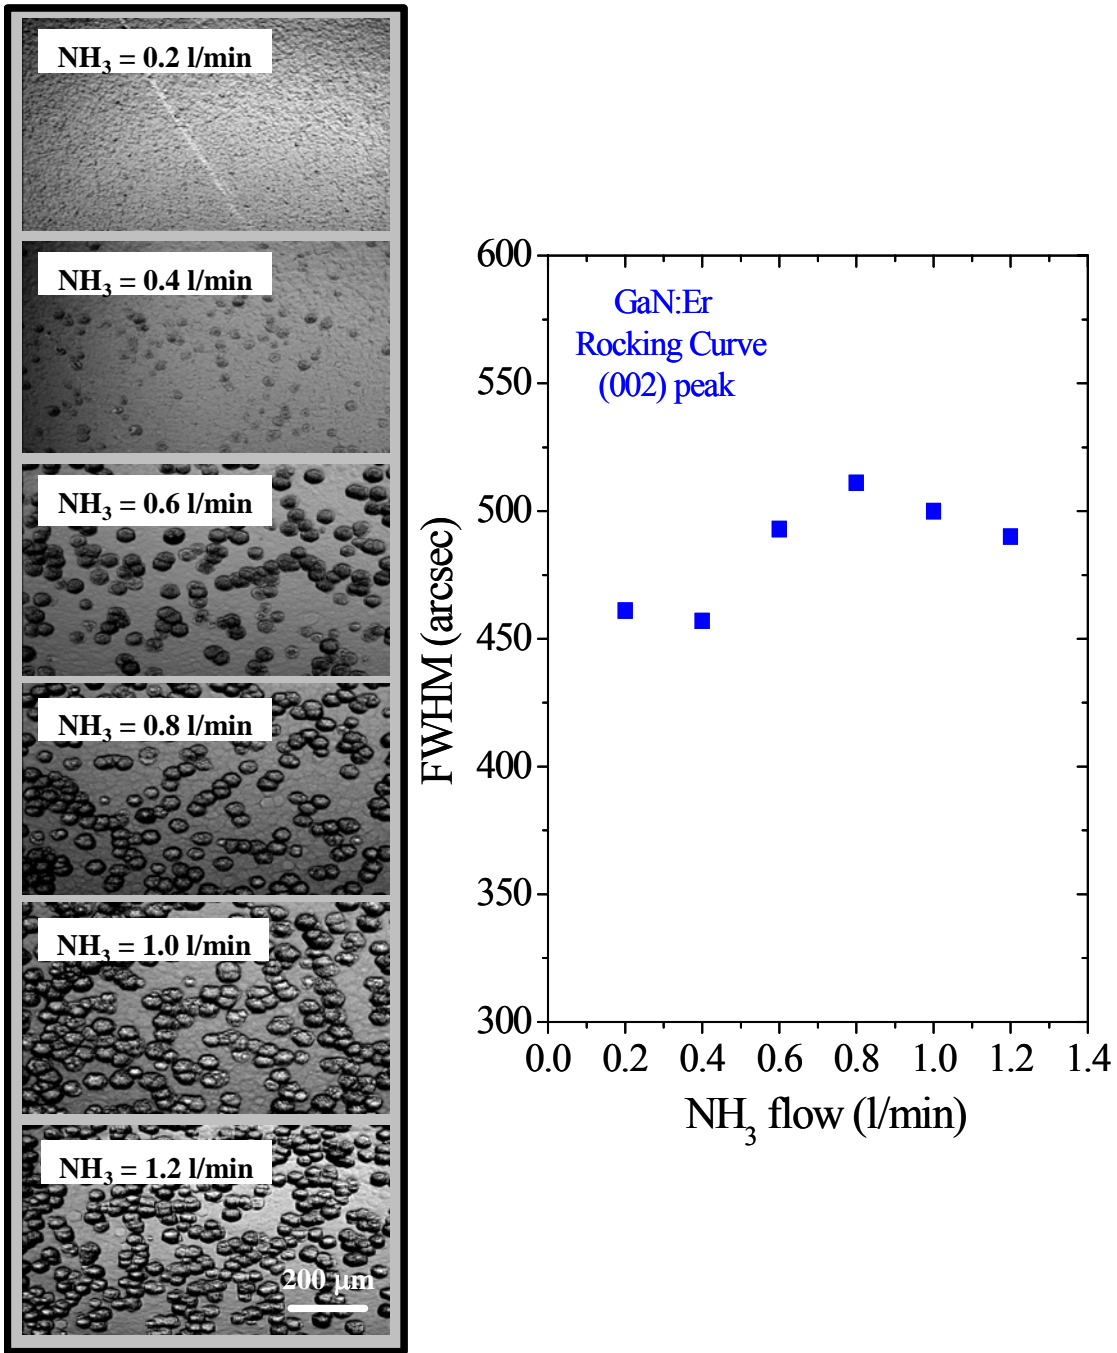 NH₃ = 0.2 l/min
NH₃ = 0.4 l/min
NH₃ = 0.6 l/min
NH₃ = 0.8 l/min
NH₃ = 1.0 l/min
NH₃ = 1.2 l/min
200 μm
GaN:Er
Rocking Curve
(002) peak
FWHM (arcsec)
600
550
500
450
400
350
300
0.0 0.2 0.4 0.6 0.8 1.0 1.2 1.4
NH₃ flow (l/min)